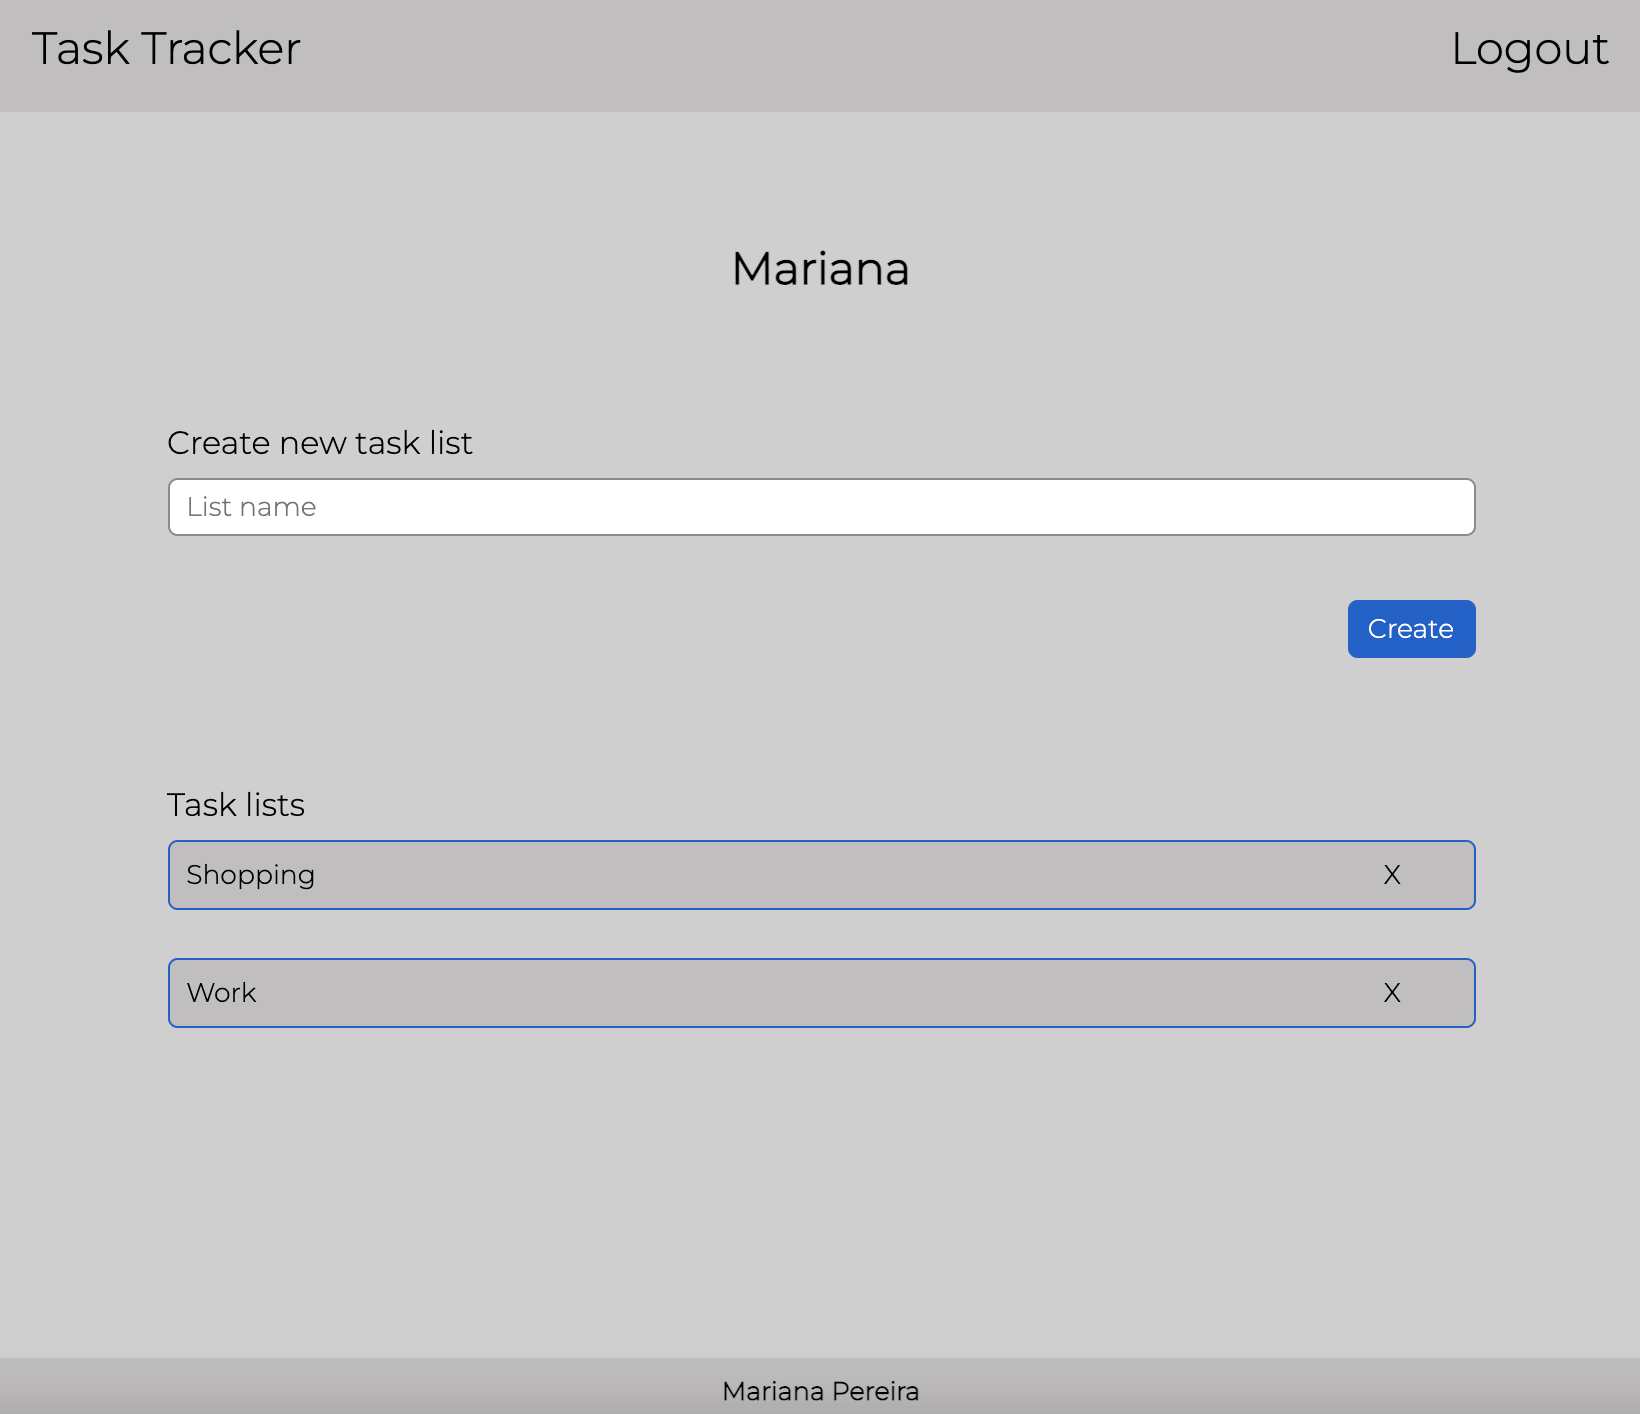 Task Tracker
Logout
Mariana
Create new task list
List name
Create
Task lists
Shopping X
Work X
Mariana Pereira